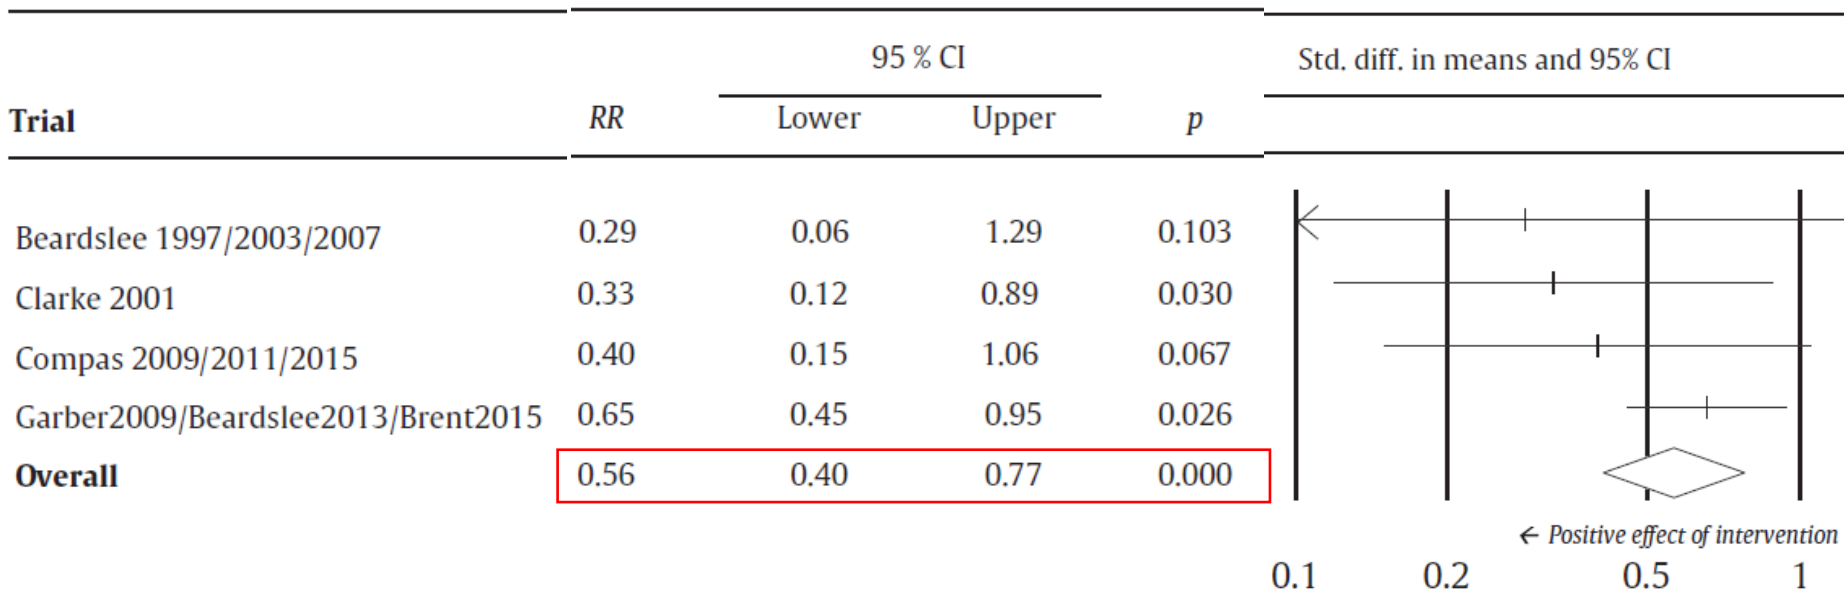 95 % CI Std. diff. in means and 95% CI
Trial RR Lower Upper p
Beardslee 1997/2003/2007 0.29 0.06 1.29 0.103
Clarke 2001 0.33 0.12 0.89 0.030
Compas 2009/2011/2015 0.40 0.15 1.06 0.067
Garber2009/Beardslee2013/Brent2015 0.65 0.45 0.95 0.026
Overall 0.56 0.40 0.77 0.000
← Positive effect of intervention
0.1 0.2 0.5 1